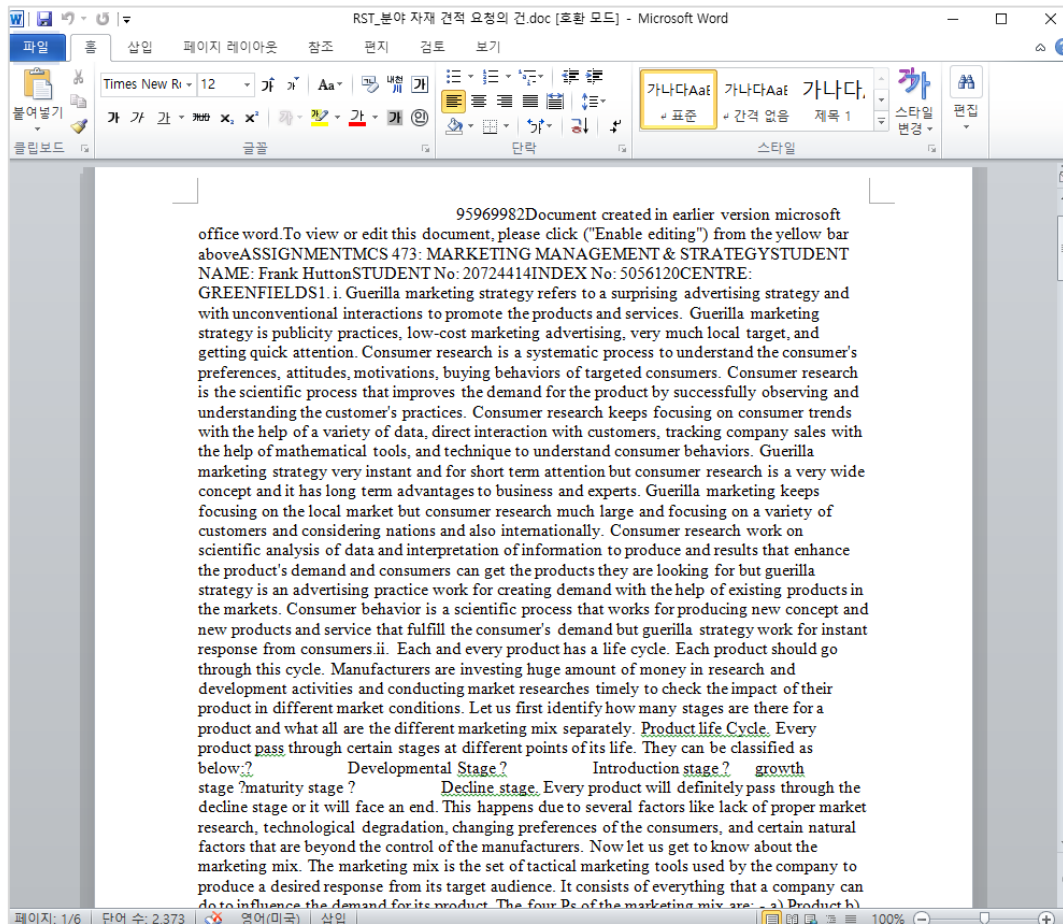 RST_분야 자재 견적 요청의 건.doc [호환 모드] - Microsoft Word
파일 홈 삽입 페이지 레이아웃 참조 편지 검토 보기
Times New R 12
붙여넣기
가나다AaB 가나다AaB 가나다
표준 간격 없음 제목 1
스타일 변경
편집
클립보드 글꼴 단락 스타일
95969982Document created in earlier version microsoft
office word.To view or edit this document, please click ("Enable editing") from the yellow bar
aboveASSIGNMENTMCS 473: MARKETING MANAGEMENT & STRATEGYSTUDENT
NAME: Frank HuttonSTUDENT No: 20724414INDEX No: 5056120CENTRE:
GREENFIELDS1. i. Guerilla marketing strategy refers to a surprising advertising strategy and
with unconventional interactions to promote the products and services. Guerilla marketing
strategy is publicity practices, low-cost marketing advertising, very much local target, and
getting quick attention. Consumer research is a systematic process to understand the consumer's
preferences, attitudes, motivations, buying behaviors of targeted consumers. Consumer research
is the scientific process that improves the demand for the product by successfully observing and
understanding the customer's practices. Consumer research keeps focusing on consumer trends
with the help of a variety of data, direct interaction with customers, tracking company sales with
the help of mathematical tools, and technique to understand consumer behaviors. Guerilla
marketing strategy very instant and for short term attention but consumer research is a very wide
concept and it has long term advantages to business and experts. Guerilla marketing keeps
focusing on the local market but consumer research much large and focusing on a variety of
customers and considering nations and also internationally. Consumer research work on
scientific analysis of data and interpretation of information to produce and results that enhance
the product's demand and consumers can get the products they are looking for but guerilla
strategy is an advertising practice work for creating demand with the help of existing products in
the markets. Consumer behavior is a scientific process that works for producing new concept and
new products and service that fulfill the consumer's demand but guerilla strategy work for instant
response from consumers.ii. Each and every product has a life cycle. Each product should go
through this cycle. Manufacturers are investing huge amount of money in research and
development activities and conducting market researches timely to check the impact of their
product in different market conditions. Let us first identify how many stages are there for a
product and what all are the different marketing mix separately. Product life Cycle. Every
product pass through certain stages at different points of its life. They can be classified as
below:? Developmental Stage ? Introduction stage ? growth
stage ?maturity stage ? Decline stage. Every product will definitely pass through the
decline stage or it will face an end. This happens due to several factors like lack of proper market
research, technological degradation, changing preferences of the consumers, and certain natural
factors that are beyond the control of the manufacturers. Now let us get to know about the
marketing mix. The marketing mix is the set of tactical marketing tools used by the company to
produce a desired response from its target audience. It consists of everything that a company can
do to influence the demand for its product. The four Ps of the marketing mix are: - a) Product b)
페이지: 1/6 단어 수: 2,373 영어(미국) 삽입 100%